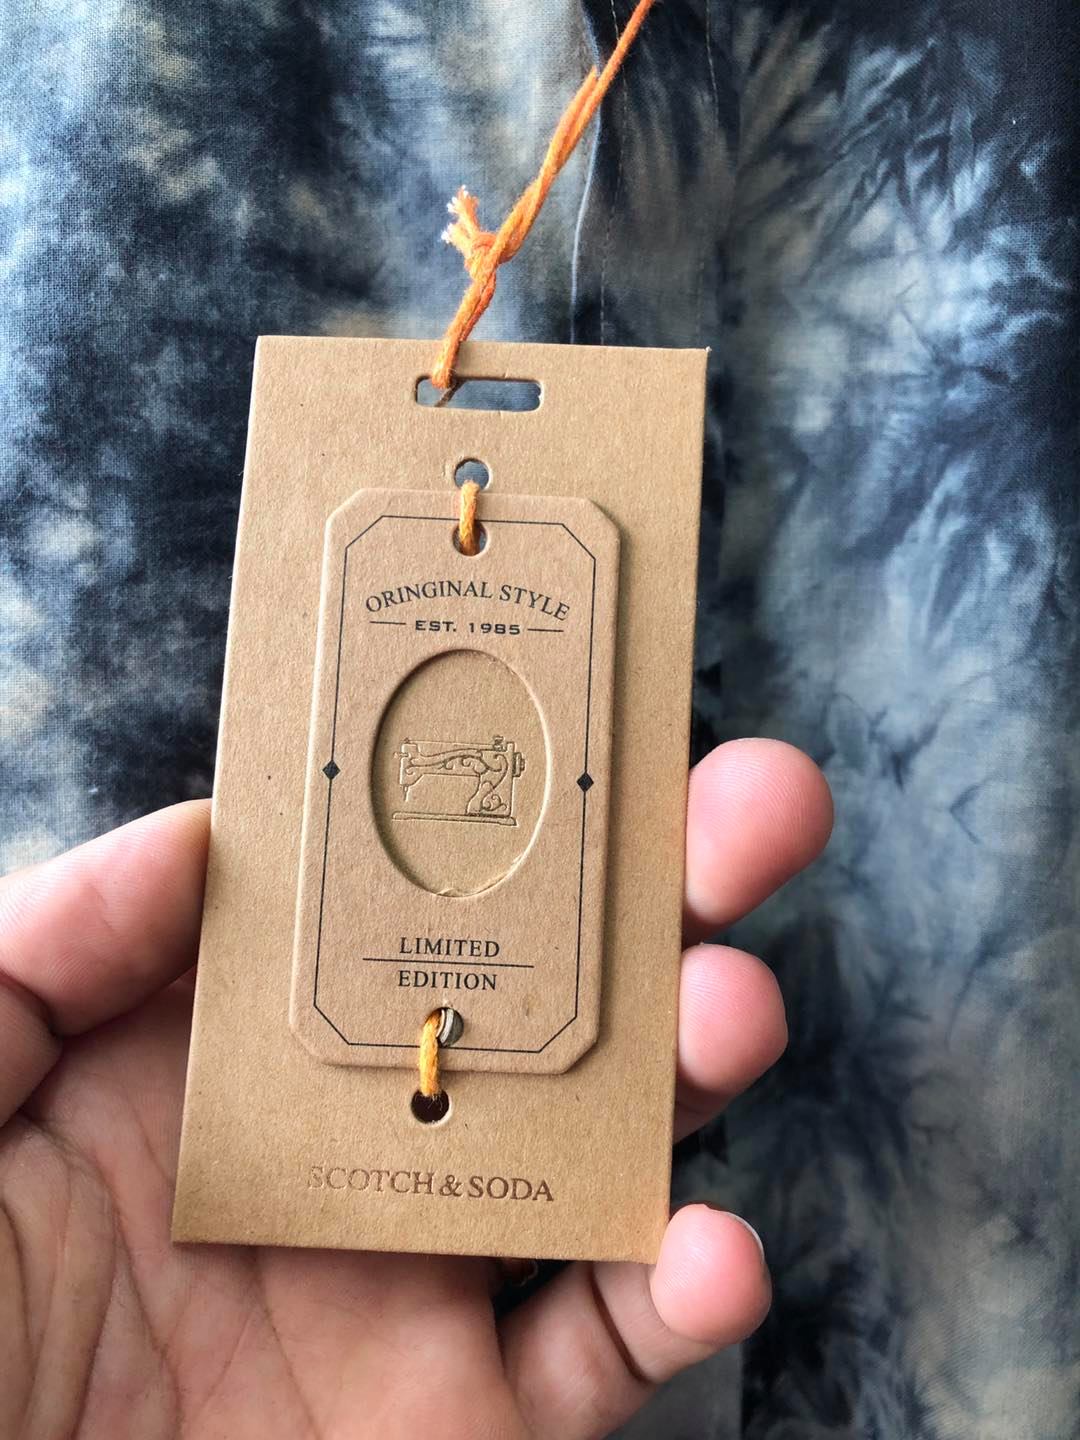 ORINGINAL STYLE
EST. 1985
LIMITED
EDITION
SCOTCH & SODA